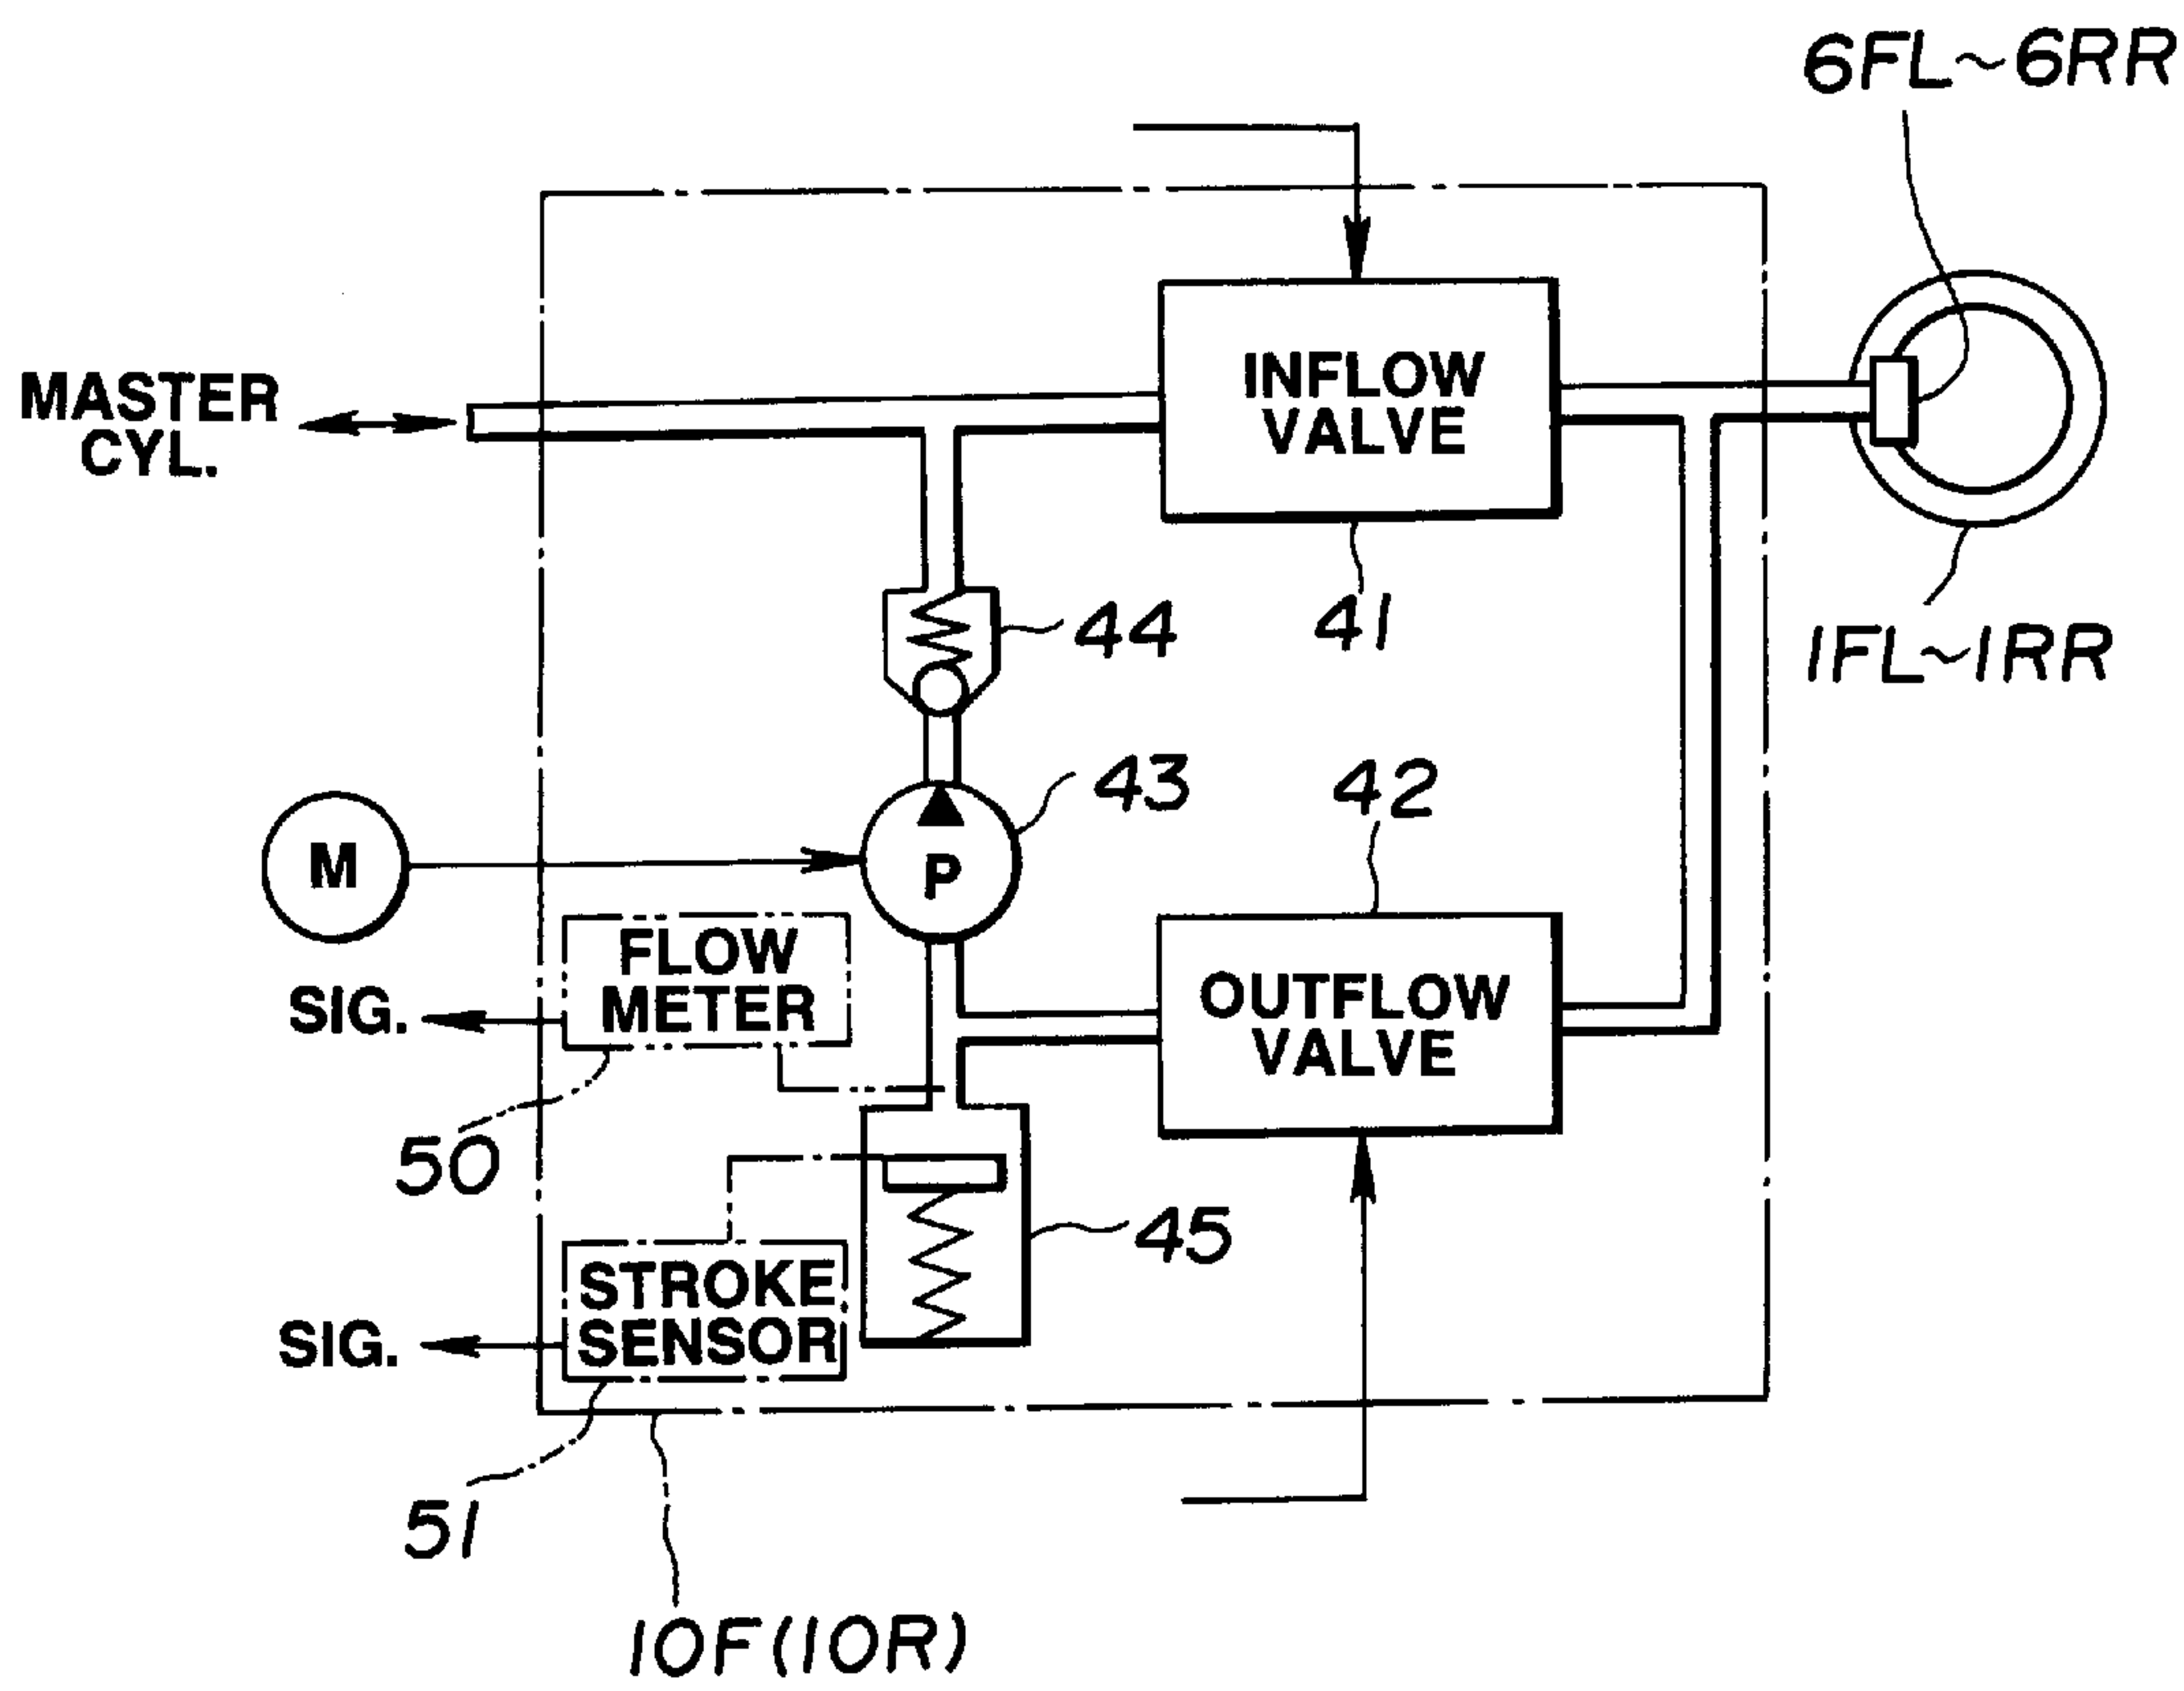 6FL~6RR
INFLOW
VALVE
MASTER
CYL.
41
44
1FL~1RR
43
42
M
P
FLOW
METER
SIG.
OUTFLOW
VALVE
50
45
STROKE
SENSOR
SIG.
51
10F(10R)